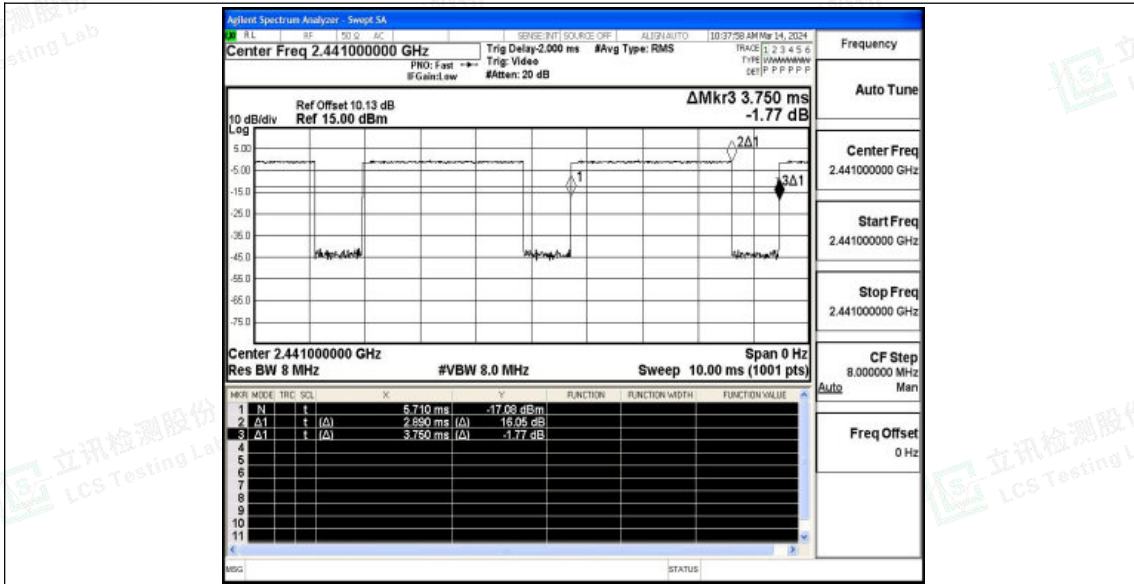 Agilent Spectrum Analyzer - Swept SA
RL RF 50 Ω AC SENSE:INT SOURCE OFF ALIGNAUTO 10:37:58 AM Mar 14, 2024
Center Freq 2.441000000 GHz
PNO: Fast
IFGain:Low
Trig Delay-2.000 ms #Avg Type: RMS
Trig: Video
#Atten: 20 dB
TRACE 1 2 3 4 5 6
TYPE
DET P P P P P P
Frequency
Auto Tune
Ref Offset 10.13 dB
10 dB/div Ref 15.00 dBm
Log
ΔMkr3 3.750 ms
-1.77 dB
5.00
-5.00
-15.0
-25.0
-35.0
-45.0
-55.0
-65.0
-75.0
1
2Δ1
3Δ1
Center Freq
2.441000000 GHz
Start Freq
2.441000000 GHz
Stop Freq
2.441000000 GHz
CF Step
8.000000 MHz
Auto Man
Freq Offset
0 Hz
Center 2.441000000 GHz Span 0 Hz
Res BW 8 MHz #VBW 8.0 MHz Sweep 10.00 ms (1001 pts)
MKR MODE TRC SCL X Y FUNCTION FUNCTION WIDTH FUNCTION VALUE
1 N t 5.710 ms -17.08 dBm
2 Δ1 t (Δ) 2.890 ms (Δ) 16.05 dB
3 Δ1 t (Δ) 3.750 ms (Δ) -1.77 dB
4
5
6
7
8
9
10
11
MSG STATUS
立讯检测股份
LCS Testing Lab
立讯检测股份
LCS Testing L